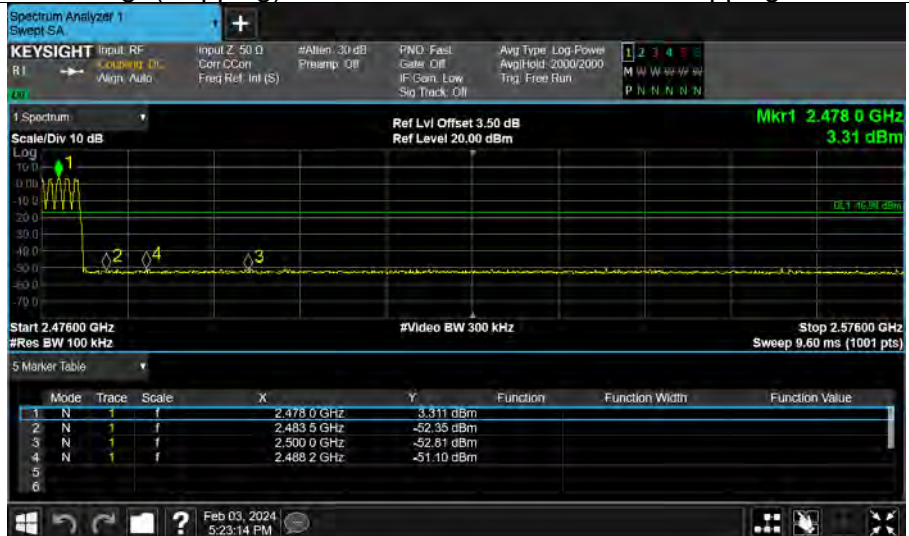 Spectrum Analyzer 1
Swept SA
+
KEYSIGHT Input: RF Input Z: 50 Ω #Atten: 30 dB PNO: Fast Avg Type: Log-Power 1 2 3 4 5 6
R L Coupling: DC Corr CCorr Preamp: Off Gate: Off Avg|Hold: 2000/2000 M W W W W W
Align: Auto Freq Ref: Int (S) IF Gain: Low Trig: Free Run
Sig Track: Off P N N N N N
1 Spectrum
Ref Lvl Offset 3.50 dB Mkr1 2.478 0 GHz
Scale/Div 10 dB Ref Level 20.00 dBm 3.31 dBm
Log
10.0
1
0.00
-10.0
DL1 -16.98 dBm
-20.0
-30.0
-40.0
2 4 3
-50.0
-60.0
-70.0
Start 2.47600 GHz #Video BW 300 kHz Stop 2.57600 GHz
#Res BW 100 kHz Sweep 9.60 ms (1001 pts)
5 Marker Table
Mode Trace Scale X Y Function Function Width Function Value
1 N 1 f 2.478 0 GHz 3.311 dBm
2 N 1 f 2.483 5 GHz -52.35 dBm
3 N 1 f 2.500 0 GHz -52.81 dBm
4 N 1 f 2.488 2 GHz -51.10 dBm
5
6
? Feb 03, 2024
5:23:14 PM